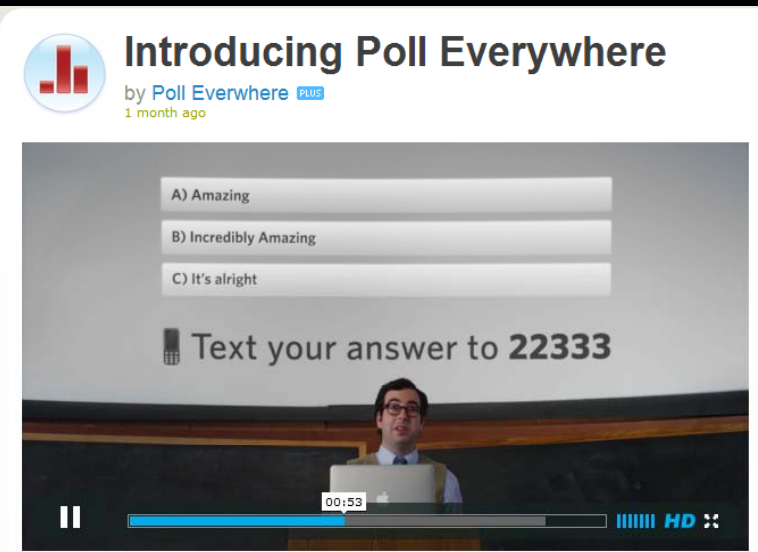 Introducing Poll Everywhere
by Poll Everwhere PLUS
1 month ago
A) Amazing
B) Incredibly Amazing
C) It's alright
Text your answer to 22333
00:53
HD